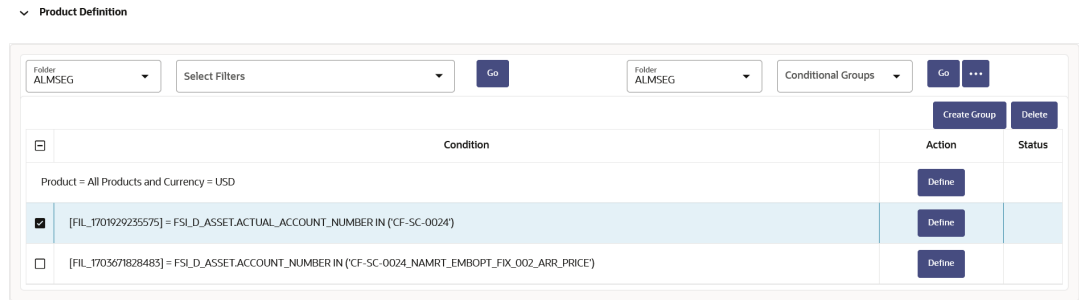 Product Definition
Folder
ALMSEG
Select Filters
Go
Folder
ALMSEG
Conditional Groups
Go
...
Create Group
Delete
Condition
Action
Status
Product = All Products and Currency = USD
Define
[FIL_1701929235575] = FSI_D_ASSET.ACTUAL_ACCOUNT_NUMBER IN ('CF-SC-0024')
Define
[FIL_1703671828483] = FSI_D_ASSET.ACCOUNT_NUMBER IN ('CF-SC-0024_NAMRT_EMBOPT_FIX_002_ARR_PRICE')
Define